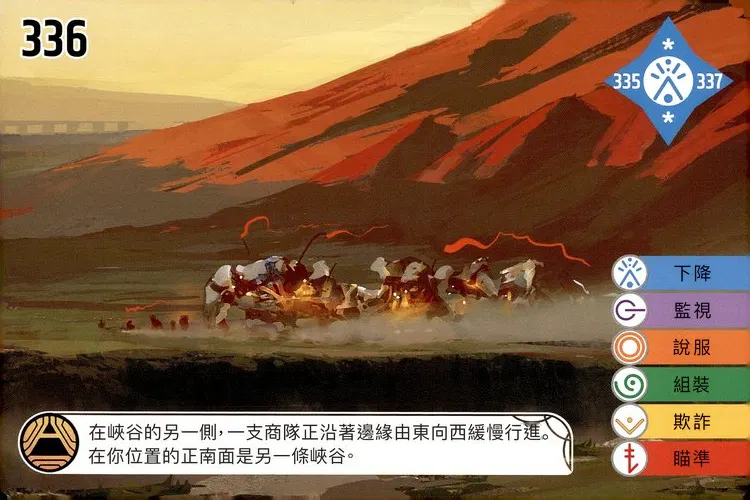 336
*
335
337
*
下降
監視
說服
組裝
欺詐
瞄準
在峽谷的另一側,一支商隊正沿著邊緣由東向西緩慢行進。
在你位置的正南面是另一條峽谷。